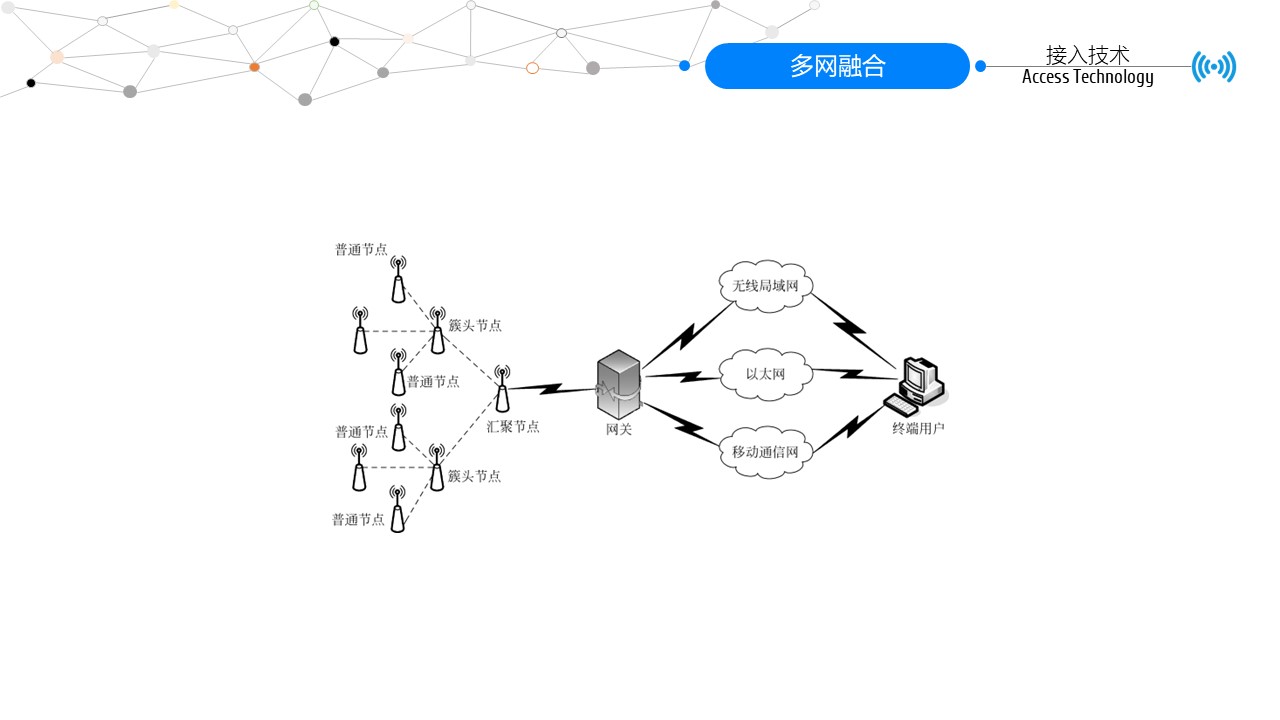 多网融合
接入技术
Access Technology
普通节点
簇头节点
普通节点
普通节点
簇头节点
普通节点
汇聚节点
网关
无线局域网
以太网
移动通信网
终端用户